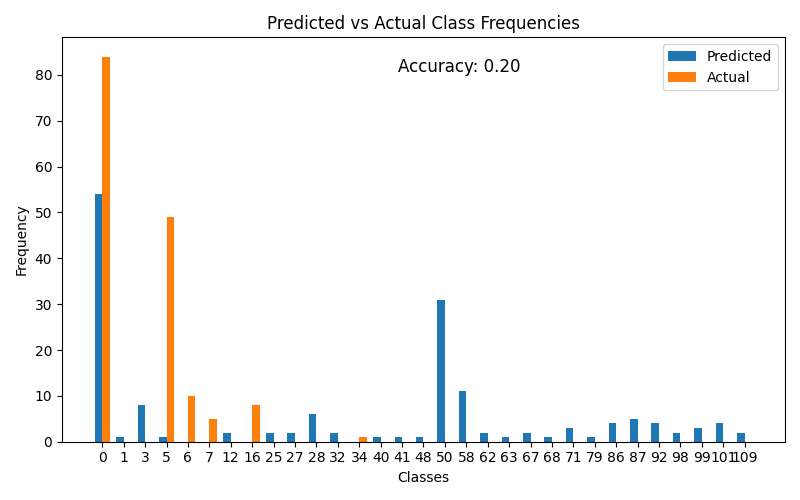 Predicted vs Actual Class Frequencies
Accuracy: 0.20
Predicted
Actual
Frequency
80
70
60
50
40
30
20
10
0
0 1 3 5 6 7 12 16 25 27 28 32 34 40 41 48 50 58 62 63 67 68 71 79 86 87 92 98 99 101 109
Classes